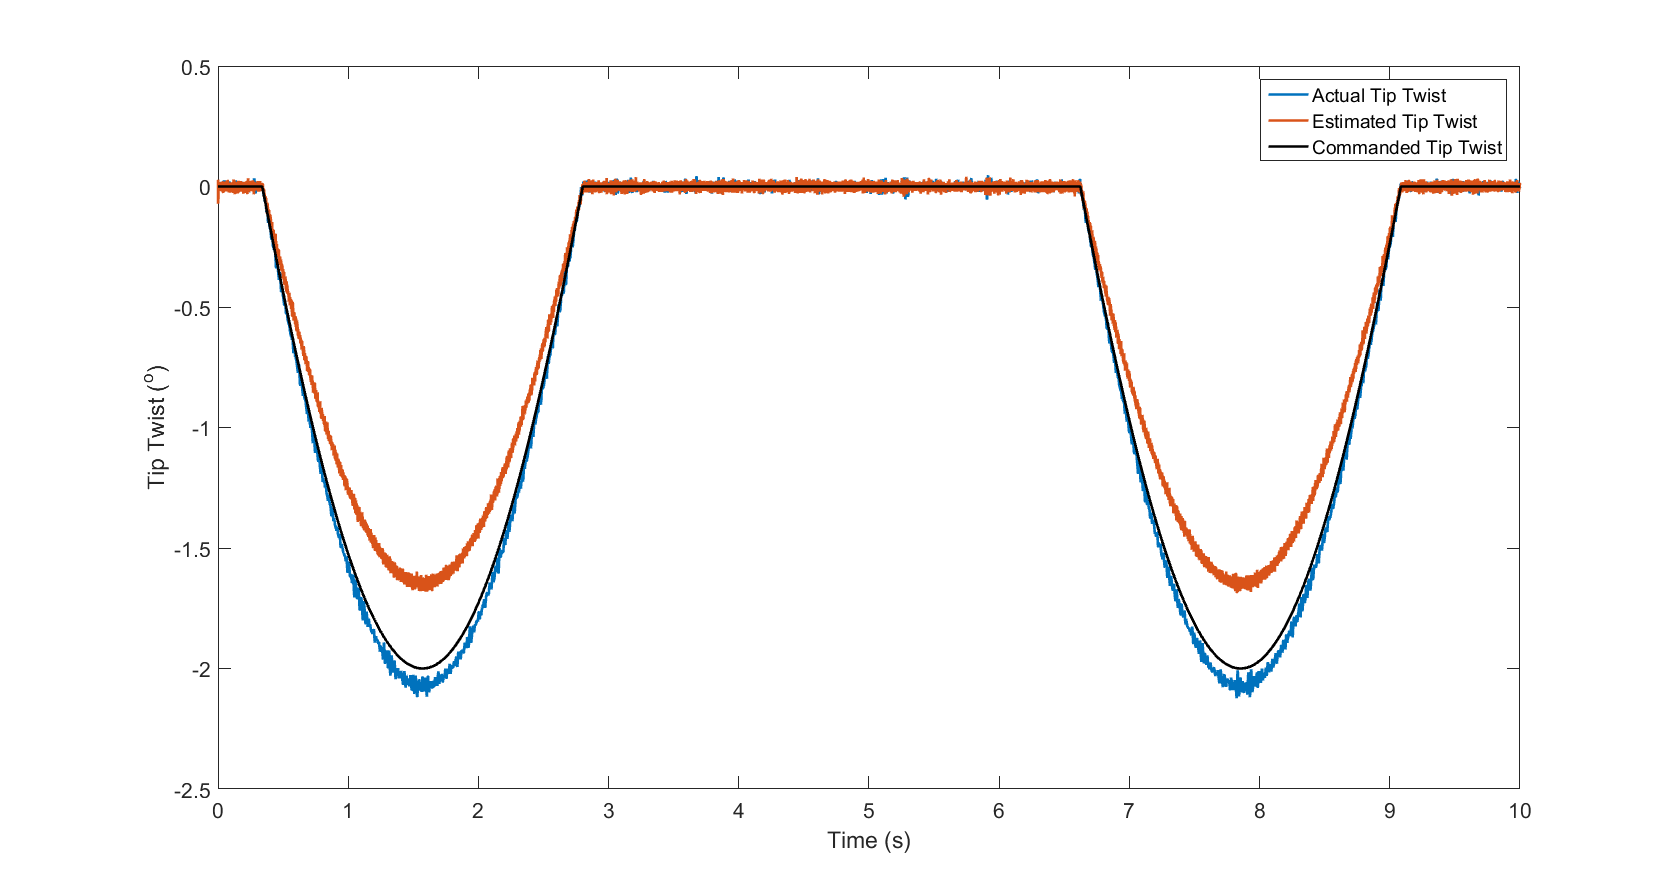 0.5
0
-0.5
-1
-1.5
-2
-2.5
0 1 2 3 4 5 6 7 8 9 10
Time (s)
Tip Twist (o)
Actual Tip Twist
Estimated Tip Twist
Commanded Tip Twist